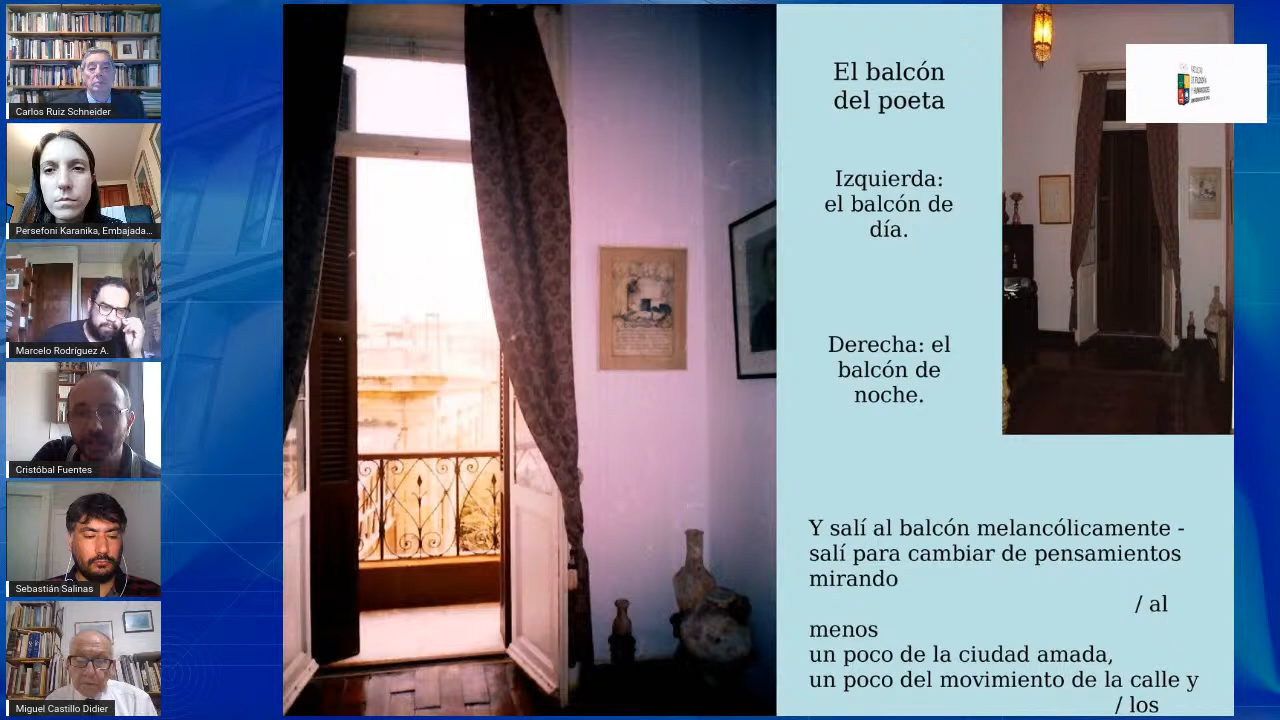 Carlos Ruiz Schneider
Persefoni Karanika, Embajada...
Marcelo Rodríguez A.
Cristóbal Fuentes
Sebastián Salinas
Miguel Castillo Didier
El balcón
del poeta
Izquierda:
el balcón de
día.
Derecha: el
balcón de
noche.
Y salí al balcón melancólicamente -
salí para cambiar de pensamientos
mirando
/ al
menos
un poco de la ciudad amada,
un poco del movimiento de la calle y
/ los